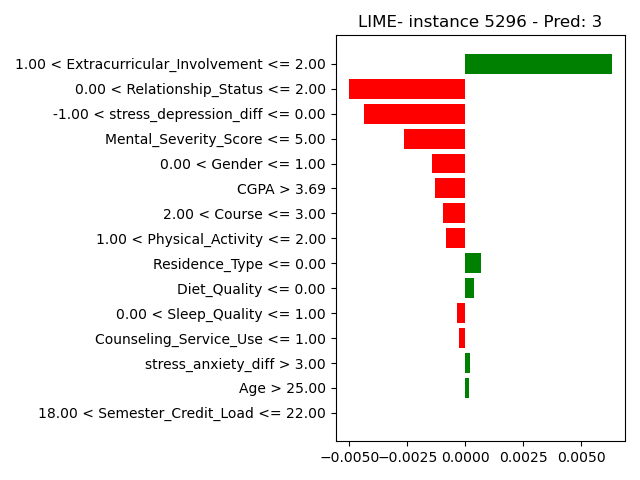 LIME- instance 5296 - Pred: 3
1.00 < Extracurricular_Involvement <= 2.00
0.00 < Relationship_Status <= 2.00
-1.00 < stress_depression_diff <= 0.00
Mental_Severity_Score <= 5.00
0.00 < Gender <= 1.00
CGPA > 3.69
2.00 < Course <= 3.00
1.00 < Physical_Activity <= 2.00
Residence_Type <= 0.00
Diet_Quality <= 0.00
0.00 < Sleep_Quality <= 1.00
Counseling_Service_Use <= 1.00
stress_anxiety_diff > 3.00
Age > 25.00
18.00 < Semester_Credit_Load <= 22.00
−0.0050 −0.0025 0.0000 0.0025 0.0050